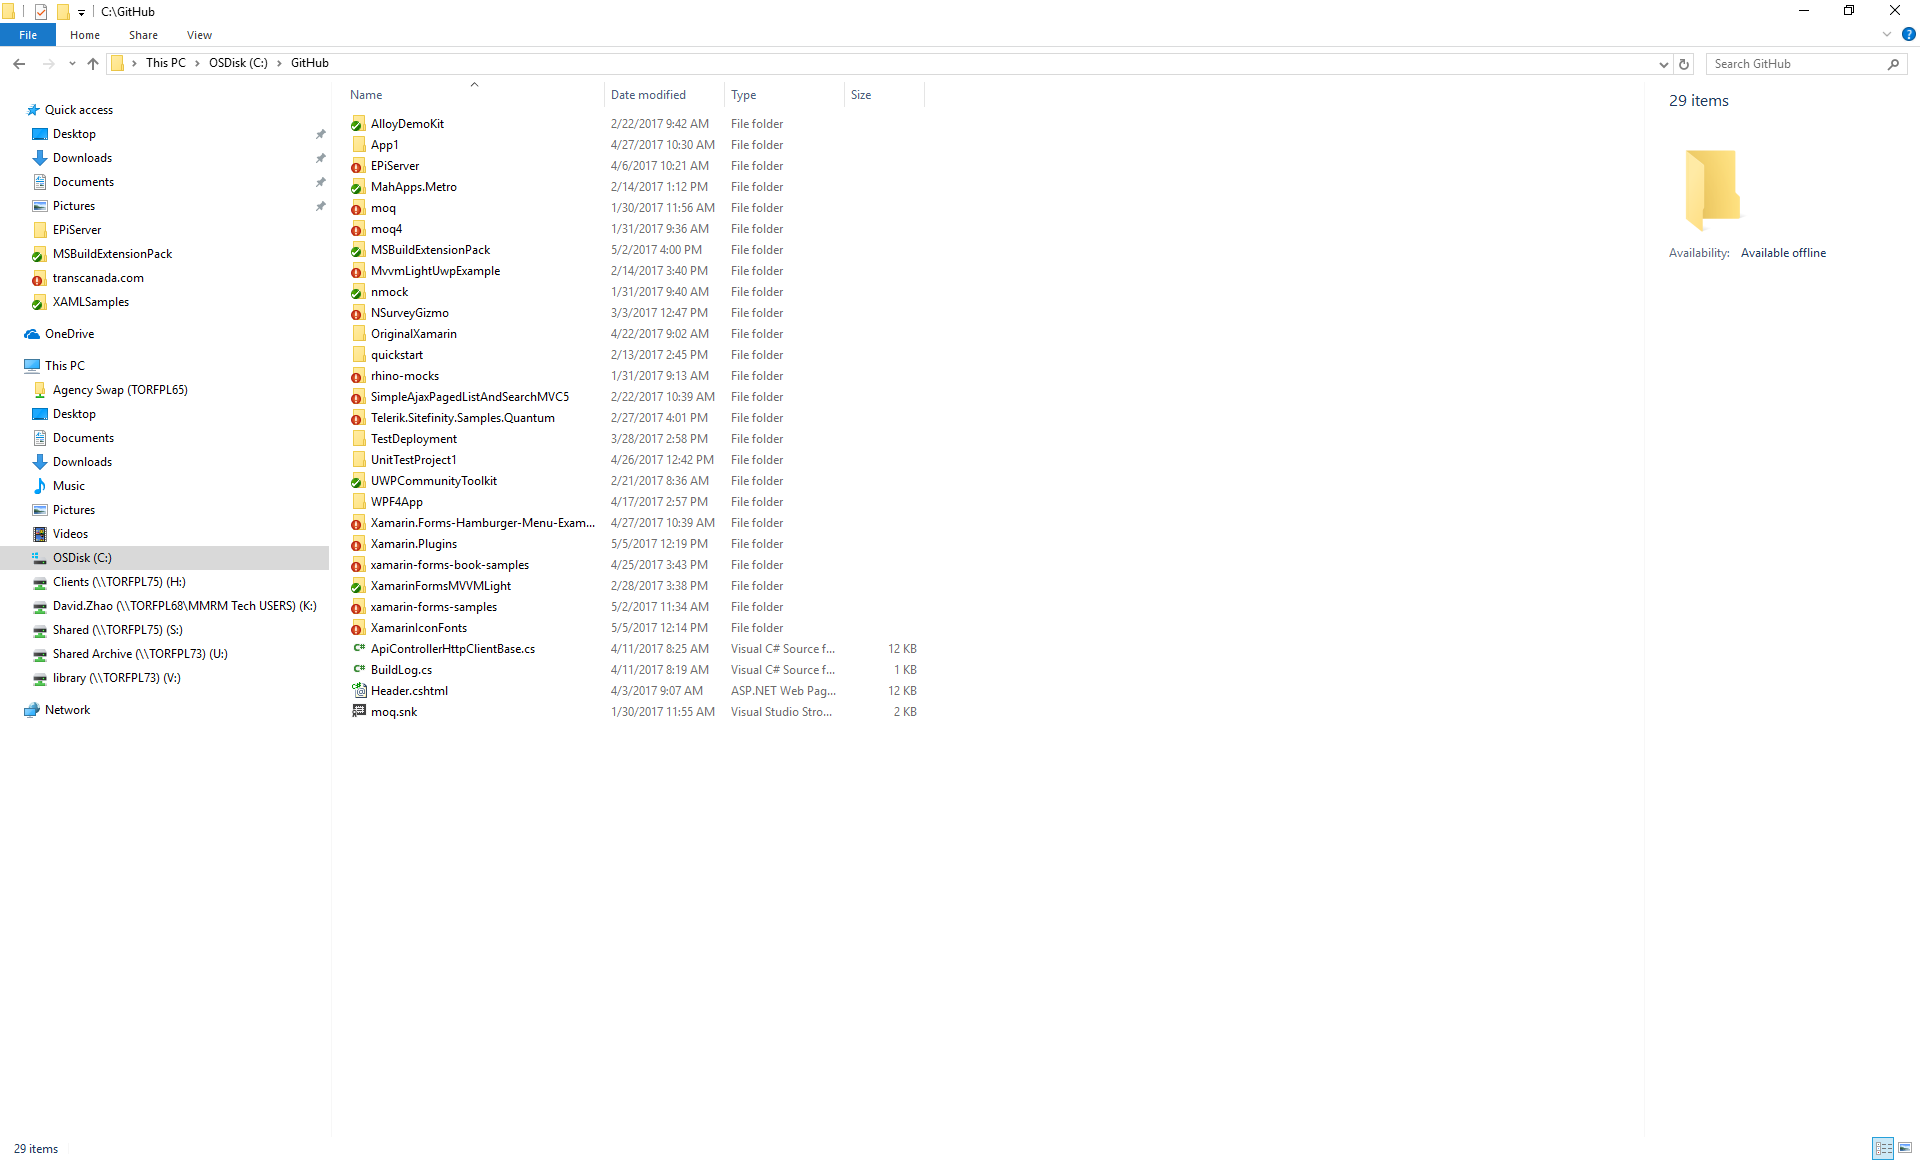 C:\GitHub
File Home Share View
This PC OSDisk (C:) GitHub
Search GitHub
Quick access
Desktop
Downloads
Documents
Pictures
EPiServer
MSBuildExtensionPack
transcanada.com
XAMLSamples
OneDrive
This PC
Agency Swap (TORFPL65)
Desktop
Documents
Downloads
Music
Pictures
Videos
OSDisk (C:)
Clients (\\TORFPL75) (H:)
David.Zhao (\\TORFPL68\MMRM Tech USERS) (K:)
Shared (\\TORFPL75) (S:)
Shared Archive (\\TORFPL73) (U:)
library (\\TORFPL73) (V:)
Network
Name Date modified Type Size
AlloyDemoKit 2/22/2017 9:42 AM File folder
App1 4/27/2017 10:30 AM File folder
EPiServer 4/6/2017 10:21 AM File folder
MahApps.Metro 2/14/2017 1:12 PM File folder
moq 1/30/2017 11:56 AM File folder
moq4 1/31/2017 9:36 AM File folder
MSBuildExtensionPack 5/2/2017 4:00 PM File folder
MvvmLightUwpExample 2/14/2017 3:40 PM File folder
nmock 1/31/2017 9:40 AM File folder
NSurveyGizmo 3/3/2017 12:47 PM File folder
OriginalXamarin 4/22/2017 9:02 AM File folder
quickstart 2/13/2017 2:45 PM File folder
rhino-mocks 1/31/2017 9:13 AM File folder
SimpleAjaxPagedListAndSearchMVC5 2/22/2017 10:39 AM File folder
Telerik.Sitefinity.Samples.Quantum 2/27/2017 4:01 PM File folder
TestDeployment 3/28/2017 2:58 PM File folder
UnitTestProject1 4/26/2017 12:42 PM File folder
UWPCommunityToolkit 2/21/2017 8:36 AM File folder
WPF4App 4/17/2017 2:57 PM File folder
Xamarin.Forms-Hamburger-Menu-Exam... 4/27/2017 10:39 AM File folder
Xamarin.Plugins 5/5/2017 12:19 PM File folder
xamarin-forms-book-samples 4/25/2017 3:43 PM File folder
XamarinFormsMVVMLight 2/28/2017 3:38 PM File folder
xamarin-forms-samples 5/2/2017 11:34 AM File folder
XamarinIconFonts 5/5/2017 12:14 PM File folder
ApiControllerHttpClientBase.cs 4/11/2017 8:25 AM Visual C# Source f... 12 KB
BuildLog.cs 4/11/2017 8:19 AM Visual C# Source f... 1 KB
Header.cshtml 4/3/2017 9:07 AM ASP.NET Web Pag... 12 KB
moq.snk 1/30/2017 11:55 AM Visual Studio Stro... 2 KB
29 items
Availability: Available offline
29 items